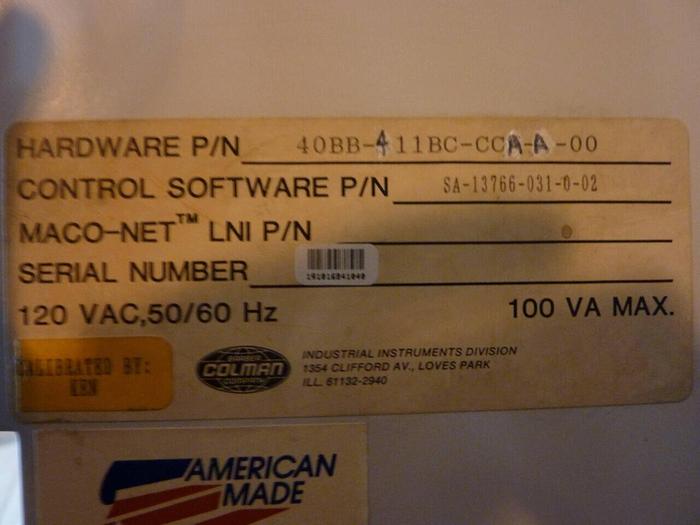 HARDWARE P/N 40BB-411BC-CCA-A-00
CONTROL SOFTWARE P/N SA-13766-031-0-02
MACO-NET™ LNI P/N
SERIAL NUMBER
120 VAC,50/60 Hz 100 VA MAX.
CALIBRATED BY:
KEN
BARBER
COLMAN
COMPANY
INDUSTRIAL INSTRUMENTS DIVISION
1354 CLIFFORD AV., LOVES PARK
ILL. 61132-2940
AMERICAN
MADE